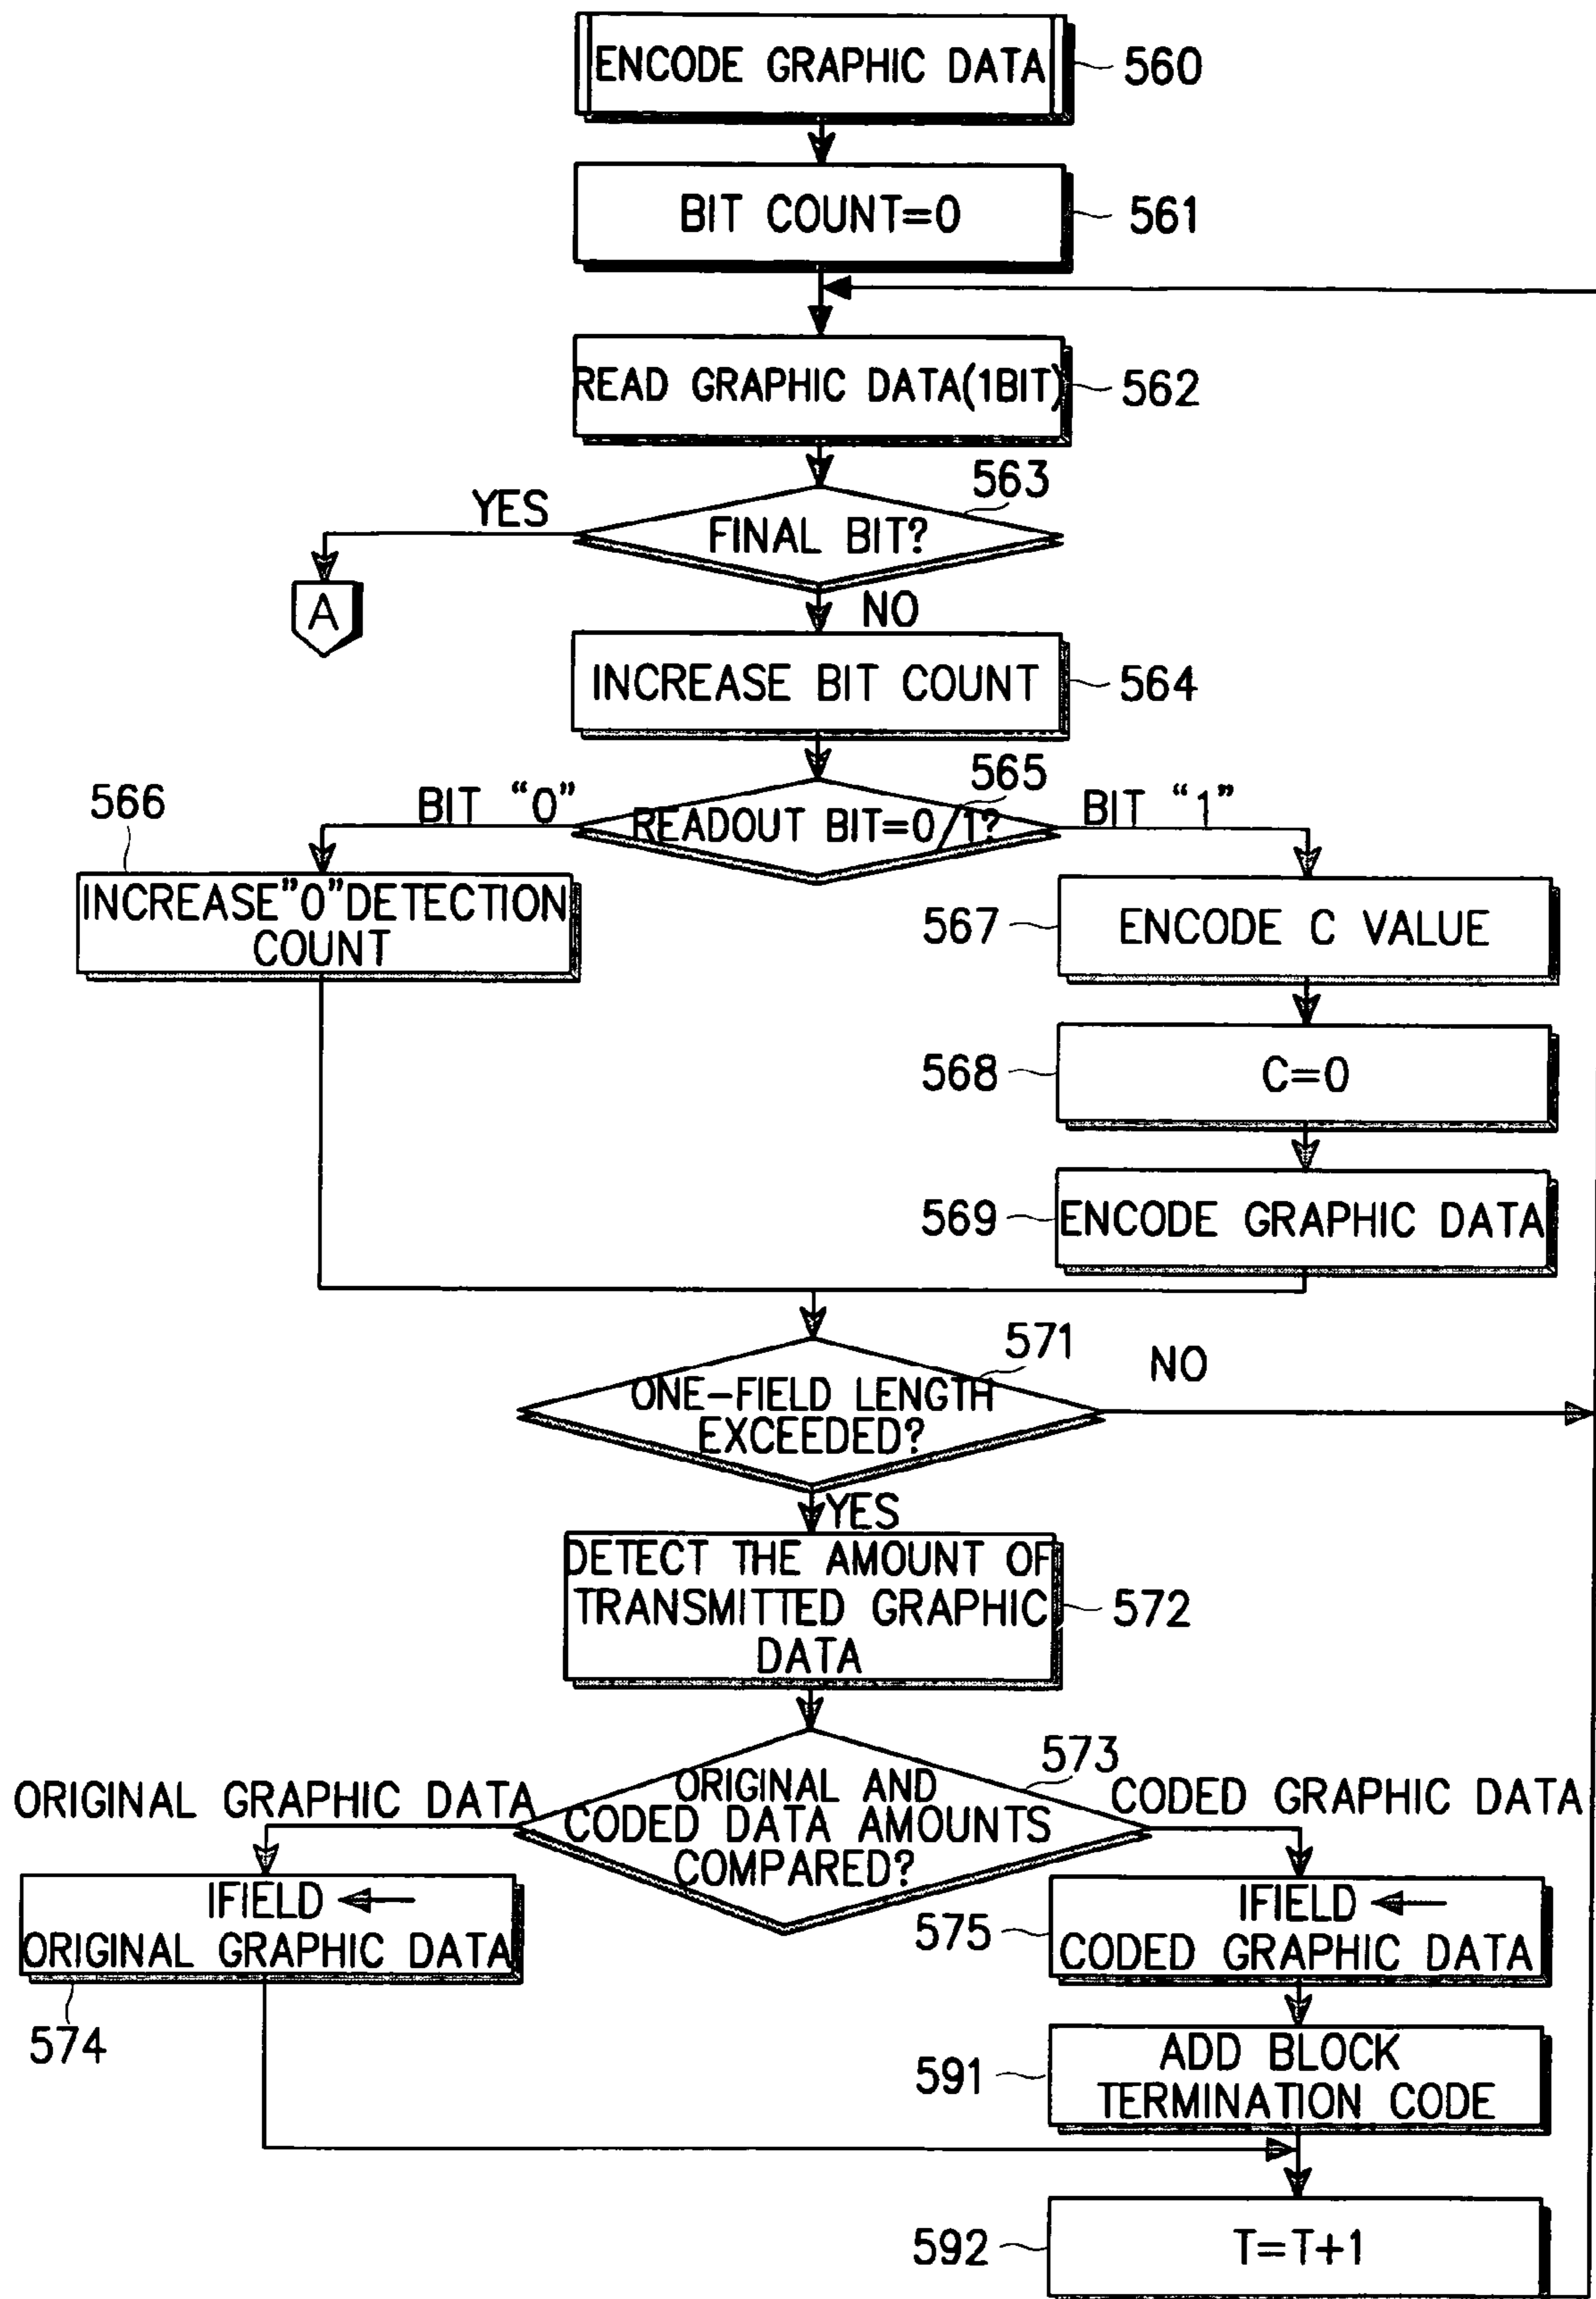 ENCODE GRAPHIC DATA
560
BIT COUNT=0
561
READ GRAPHIC DATA(1BIT)
562
563
YES
FINAL BIT?
A
NO
INCREASE BIT COUNT
564
565
566
BIT “0”
READOUT BIT=0/1?
BIT “1”
INCREASE”0”DETECTION
COUNT
567
ENCODE C VALUE
568
C=0
569
ENCODE GRAPHIC DATA
571
NO
ONE-FIELD LENGTH
EXCEEDED?
YES
DETECT THE AMOUNT OF
TRANSMITTED GRAPHIC
DATA
572
573
ORIGINAL GRAPHIC DATA
ORIGINAL AND
CODED DATA AMOUNTS
COMPARED?
CODED GRAPHIC DATA
IFIELD ←
ORIGINAL GRAPHIC DATA
574
575
IFIELD ←
CODED GRAPHIC DATA
591
ADD BLOCK
TERMINATION CODE
592
T=T+1